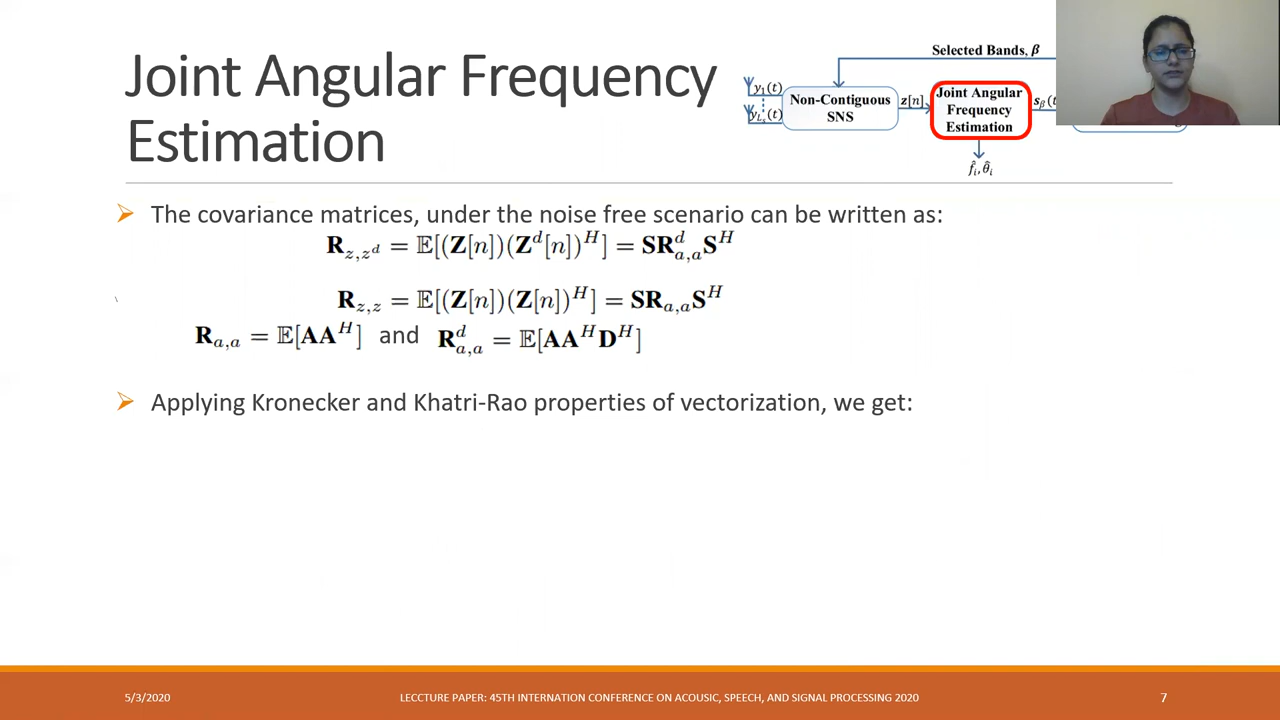 Joint Angular Frequency
Estimation
Selected Bands, β
y₁(t)
Non-Contiguous
SNS
z[n]
Joint Angular
Frequency
Estimation
f̂ᵢ, θ̂ᵢ
The covariance matrices, under the noise free scenario can be written as:
R_{z,z^d} = 𝔼[(Z[n])(Z^d[n])^H] = SR^d_{a,a}S^H
R_{z,z} = 𝔼[(Z[n])(Z[n])^H] = SR_{a,a}S^H
R_{a,a} = 𝔼[AA^H] and R^d_{a,a} = 𝔼[AA^HD^H]
Applying Kronecker and Khatri-Rao properties of vectorization, we get:
5/3/2020
LECCTURE PAPER: 45TH INTERNATION CONFERENCE ON ACOUSIC, SPEECH, AND SIGNAL PROCESSING 2020
7